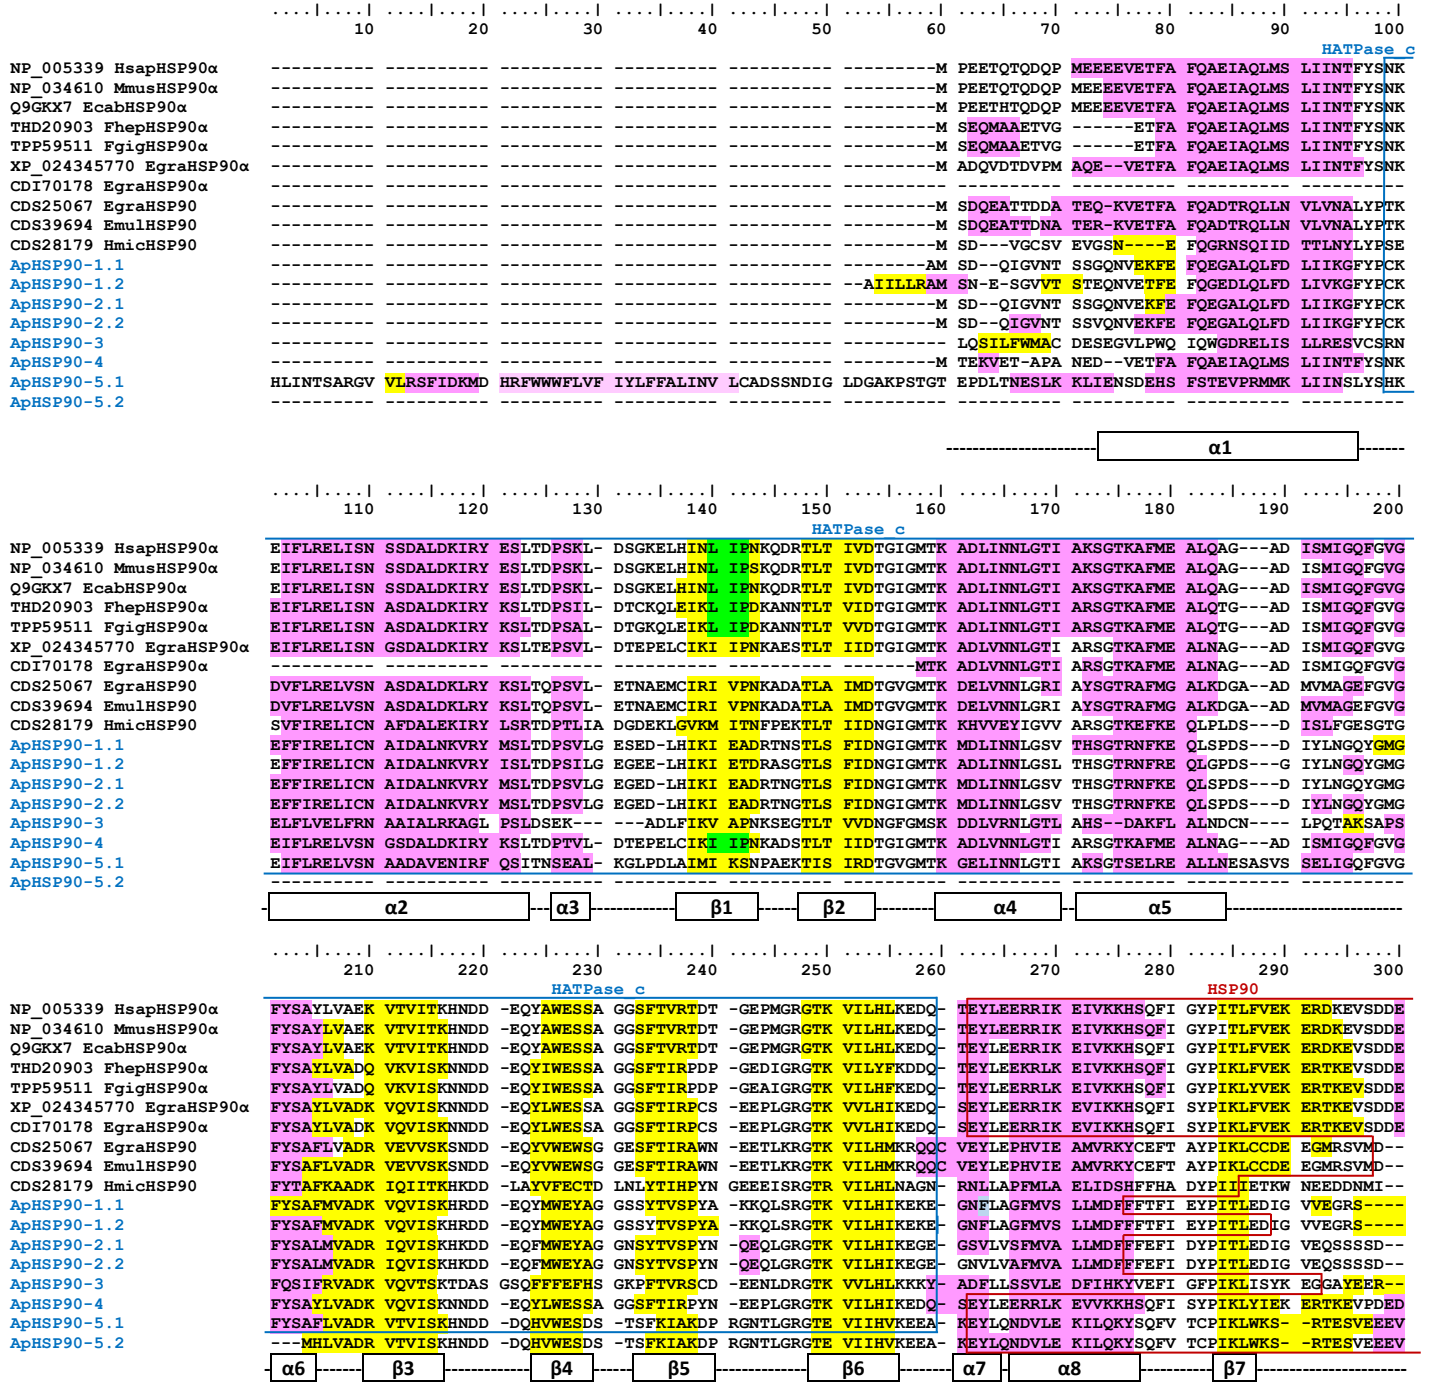 ....|....| ....|....| ....|....| ....|....| ....|....| ....|....| ....|....| ....|....| ....|....| ....|....|
10 20 30 40 50 60 70 80 90 100
HATPase_c
NP_005339 HsapHSP90α ---------- ---------- ---------- ---------- ---------- ---------M PEETQTQDQP MEEEEVETFA FQAEIAQLMS LIINTFYSNK
NP_034610 MmusHSP90α ---------- ---------- ---------- ---------- ---------- ---------M PEETQTQDQP MEEEEVETFA FQAEIAQLMS LIINTFYSNK
Q9GKX7 EcabHSP90α ---------- ---------- ---------- ---------- ---------- ---------M PEETHTQDQP MEEEEVETFA FQAEIAQLMS LIINTFYSNK
THD20903 FhepHSP90α ---------- ---------- ---------- ---------- ---------- ---------M SEQMAAETVG ------ETFA FQAEIAQLMS LIINTFYSNK
TPP59511 FgigHSP90α ---------- ---------- ---------- ---------- ---------- ---------M SEQMAAETVG ------ETFA FQAEIAQLMS LIINTFYSNK
XP_024345770 EgraHSP90α ---------- ---------- ---------- ---------- ---------- ---------M ADQVDTDVPM AQE--VETFA FQAEIAQLMS LIINTFYSNK
CDI70178 EgraHSP90α ---------- ---------- ---------- ---------- ---------- ---------- ---------- ---------- ---------- ----------
CDS25067 EgraHSP90 ---------- ---------- ---------- ---------- ---------- ---------M SDQEATTDDA TEQ-KVETFA FQADTRQLLN VLVNALYPTK
CDS39694 EmulHSP90 ---------- ---------- ---------- ---------- ---------- ---------M SDQEATTDNA TER-KVETFA FQADTRQLLN VLVNALYPTK
CDS28179 HmicHSP90 ---------- ---------- ---------- ---------- ---------- ---------M SD---VGCSV EVGSN----E FQGRNSQIID TTLNYLYPSE
ApHSP90-1.1 ---------- ---------- ---------- ---------- ---------- --------AM SD--QIGVNT SSGQNVEKFE FQEGALQLFD LIIKGFYPCK
ApHSP90-1.2 ---------- ---------- ---------- ---------- ---------- --AIILLRAM SN-E-SGVVT STEQNVETFE FQGEDLQLFD LIVKGFYPCK
ApHSP90-2.1 ---------- ---------- ---------- ---------- ---------- ---------M SD--QIGVNT SSGQNVEKFE FQEGALQLFD LIIKGFYPCK
ApHSP90-2.2 ---------- ---------- ---------- ---------- ---------- ---------M SD--QIGVNT SSVQNVEKFE FQEGALQLFD LIIKGFYPCK
ApHSP90-3 ---------- ---------- ---------- ---------- ---------- ---------- LQSILFWMAC DESEGVLPWQ IQWGDRELIS LLRESVCSRN
ApHSP90-4 ---------- ---------- ---------- ---------- ---------- ---------M TEKVET-APA NED--VETFA FQAEIAQLMS LIINTFYSNK
ApHSP90-5.1 HLINTSARGV VLRSFIDKMD HRFWWWFLVF IYLFFALINV LCADSSNDIG LDGAKPSTGT EPDLTNESLK KLIENSDEHS FSTEVPRMMK LIINSLYSHK
ApHSP90-5.2 ---------- ---------- ---------- ---------- ---------- ---------- ---------- ---------- ---------- ----------
α1
....|....| ....|....| ....|....| ....|....| ....|....| ....|....| ....|....| ....|....| ....|....| ....|....|
110 120 130 140 150 160 170 180 190 200
HATPase_c
NP_005339 HsapHSP90α EIFLRELISN SSDALDKIRY ESLTDPSKL- DSGKELHINL IPNKQDRTLT IVDTGIGMTK ADLINNLGTI AKSGTKAFME ALQAG---AD ISMIGQFGVG
NP_034610 MmusHSP90α EIFLRELISN SSDALDKIRY ESLTDPSKL- DSGKELHINL IPSKQDRTLT IVDTGIGMTK ADLINNLGTI AKSGTKAFME ALQAG---AD ISMIGQFGVG
Q9GKX7 EcabHSP90α EIFLRELISN SSDALDKIRY ESLTDPSKL- DSGKELHINL IPNKQDRTLT IVDTGIGMTK ADLINNLGTI AKSGTKAFME ALQAG---AD ISMIGQFGVG
THD20903 FhepHSP90α EIFLRELISN ASDALDKIRY KSLTDPSIL- DTCKQLEIKL IPDKANNTLT VIDTGIGMTK ADLINNLGTI ARSGTKAFME ALQTG---AD ISMIGQFGVG
TPP59511 FgigHSP90α EIFLRELISN ASDALDKIRY KSLTDPSAL- DTGKQLEIKL IPDKANNTLT VVDTGIGMTK ADLINNLGTI ARSGTKAFME ALQTG---AD ISMIGQFGVG
XP_024345770 EgraHSP90α EIFLRELISN GSDALDKIRY KSLTEPSVL- DTEPELCIKI IPNKAESTLT IIDTGIGMTK ADLVNNLGTI ARSGTKAFME ALNAG---AD ISMIGQFGVG
CDI70178 EgraHSP90α ---------- ---------- ---------- ---------- ---------- -------MTK ADLVNNLGTI ARSGTKAFME ALNAG---AD ISMIGQFGVG
CDS25067 EgraHSP90 DVFLRELVSN ASDALDKLRY KSLTQPSVL- ETNAEMCIRI VPNKADATLA IMDTGVGMTK DELVNNLGRI AYSGTRAFMG ALKDGA--AD MVMAGEFGVG
CDS39694 EmulHSP90 DVFLRELVSN ASDALDKLRY KSLTQPSVL- ETNAEMCIRI VPNKADATLA IMDTGVGMTK DELVNNLGRI AYSGTRAFMG ALKDGA--AD MVMAGEFGVG
CDS28179 HmicHSP90 SVFIRELICN AFDALEKIRY LSRTDPTLIA DGDEKLGVKM ITNFPEKTLT IIDNGIGMTK KHVVEYIGVV ARSGTKEFKE QLPLDS---D ISLFGESGTG
ApHSP90-1.1 EFFIRELICN AIDALNKVRY MSLTDPSVLG ESED-LHIKI EADRTNSTLS FIDNGIGMTK MDLINNLGSV THSGTRNFKE QLSPDS---D IYLNGQYGMG
ApHSP90-1.2 EFFIRELICN AIDALNKVRY ISLTDPSILG EGEE-LHIKI ETDRASGTLS FIDNGIGMTK MDLINNLGSL THSGTRNFRE QLGPDS---G IYLNGQYGMG
ApHSP90-2.1 EFFIRELICN AIDALNKVRY MSLTDPSVLG EGED-LHIKI EADRTNGTLS FIDNGIGMTK MDLINNLGSV THSGTRNFKE QLSPDS---D IYLNGQYGMG
ApHSP90-2.2 EFFIRELICN AIDALNKVRY MSLTDPSVLG EGED-LHIKI EADRTNGTLS FIDNGIGMTK MDLINNLGSV THSGTRNFKE QLSPDS---D IYLNGQYGMG
ApHSP90-3 ELFLVELFRN AAIALRKAGL PSLDSEK--- ---ADLFIKV APNKSEGTLT VVDNGFGMSK DDLVRNLGTL AHS--DAKFL ALNDCN---- LPQTAKSAPS
ApHSP90-4 EIFLRELVSN GSDALDKIRY KSLTDPTVL- DTEPELCIKI IPNKADSTLT IIDTGIGMTK ADLINNLGTI ARSGTKAFME ALNAG---AD ISMIGQFGVG
ApHSP90-5.1 EIFLRELVSN AADAVENIRF QSITNSEAL- KGLPDLAIMI KSNPAEKTIS IRDTGVGMTK GELINNLGTI AKSGTSELRE ALLNESASVS SELIGQFGVG
ApHSP90-5.2 ---------- ---------- ---------- ---------- ---------- ---------- ---------- ---------- ---------- ----------
α2 α3 β1 β2 α4 α5
....|....| ....|....| ....|....| ....|....| ....|....| ....|....| ....|....| ....|....| ....|....| ....|....|
210 220 230 240 250 260 270 280 290 300
HATPase_c HSP90
NP_005339 HsapHSP90α FYSAYLVAEK VTVITKHNDD -EQYAWESSA GGSFTVRTDT -GEPMGRGTK VILHLKEDQ- TEYLEERRIK EIVKKHSQFI GYPITLFVEK ERDKEVSDDE
NP_034610 MmusHSP90α FYSAYLVAEK VTVITKHNDD -EQYAWESSA GGSFTVRTDT -GEPMGRGTK VILHLKEDQ- TEYLEERRIK EIVKKHSQFI GYPITLFVEK ERDKEVSDDE
Q9GKX7 EcabHSP90α FYSAYLVAEK VTVITKHNDD -EQYAWESSA GGSFTVRTDT -GEPMGRGTK VILHLKEDQ- TEYLEERRIK EIVKKHSQFI GYPITLFVEK ERDKEVSDDE
THD20903 FhepHSP90α FYSAYLVADQ VKVISKNNDD -EQYIWESSA GGSFTIRPDP -GEDIGRGTK VILYFKDDQ- TEYLEERKIK EIVKKHSQFI GYPIKLFVEK ERTKEVSDDE
TPP59511 FgigHSP90α FYSAYLVADK VTVISKNNDD -EQYIWESSA GGSFTIRPDP -GEAIGRGTK VILHFKEDQ- TEYLEERKIK EIVKKHSQFI GYPIKLYVEK ERTKEVSDDE
XP_024345770 EgraHSP90α FYSAYLVADK VQVISKNNDD -EQYLWESSA GGSFTIRPCS -EEPLGRGTK VVLHIKEDQ- SEYLEERRIK EVIKKHSQFI SYPIKLFVEK ERTKEVSDDE
CDI70178 EgraHSP90α FYSAYLVADK VQVISKNNDD -EQYLWESSA GGSFTIRPCS -EEPLGRGTK VVLHIKEDQ- SEYLEERRIK EVIKKHSQFI SYPIKLFVEK ERTKEVSDDE
CDS25067 EgraHSP90 FYSAFLVADR VEVVSKSNDD -EQYVWEWSG GESFTIRAWN -EETLKRGTK VILHMKRQQC VEYLEPHVIE AMVRKYCEFT AYPIKLCCDE EGMRSVMD--
CDS39694 EmulHSP90 FYSAFLVADR VEVVSKSNDD -EQYVWEWSG GESFTIRAWN -EETLKRGTK VILHMKRQQC VEYLEPHVIE AMVRKYCEFT AYPIKLCCDE EGMRSVMD--
CDS28179 HmicHSP90 FYTAFKAADK IQIITKHNDD -LAYVFECTD LNLYTIHPYN GEEEISRGTR VILHLNAGN- RNLLAPFMLA ELIDSHFFHA DYPIIIETKW NEEDDNMI--
ApHSP90-1.1 FYSAFMVADK VQVISKHKDD -EQYMWEYAG GSSYTVSPYA -KKQLSRGTK VILHIKEKE- GNFLAGFMVS LLMDFFFTFI EYPITLEDIG VVEGRS----
ApHSP90-1.2 FYSAFMVADK VQVISKHKDD -EQYMWEYAG GSSYTVSPYA -KKQLSRGTK VILHIKEKE- GNFLAGFMVS LLMDFFFTFI EYPITLEDIG VVEGRS----
ApHSP90-2.1 FYSALMVADR IQVISKHKDD -EQFMWEYAG GNSYTVSPYN -QEQLGRGTK VILHIKEGE- GSVLVSFMVA LLMDFFFEFI DYPITLEDIG VEQSSSSD--
ApHSP90-2.2 FYSALMVADR IQVISKHKDD -EQFMWEYAG GNSYTVSPYN -QEQLGRGTK VILHIKEGE- GNVLVAFMVA LLMDFFFEFI DYPITLEDIG VEQSSSSD--
ApHSP90-3 FQSIFRVADK VQVTSKTDAS GSQFFFEFHS GKPFTVRSCD --ENLDRGTK VVLHLKKKY- ADFLLSSVLE DFIHKYVEFI GFPIKLISYK EGGAYEER--
ApHSP90-4 FYSAYLVADK VQVISKNNDD -EQYLWESSA GGSFTIRPYN -EEPLGRGTK VILHIKEDQ- SEYLEERRLK EVVKKHSQFI SYPIKLYIEK ERTKEVPDED
ApHSP90-5.1 FYSAFLVADR VTVISKHNDD -DQHVWESDS -TSFKIAKDP RGNTLGRGTE VIIHVKEEA- KEYLQNDVLE KILQKYSQFV TCPIKLWKS- -RTESVEEEV
ApHSP90-5.2 ---MHLVADR VTVISKHNDD -DQHVWESDS -TSFKIAKDP RGNTLGRGTE VIIHVKEEA- KEYLQNDVLE KILQKYSQFV TCPIKLWKS- -RTESVEEEV
α6 β3 β4 β5 β6 α7 α8 β7